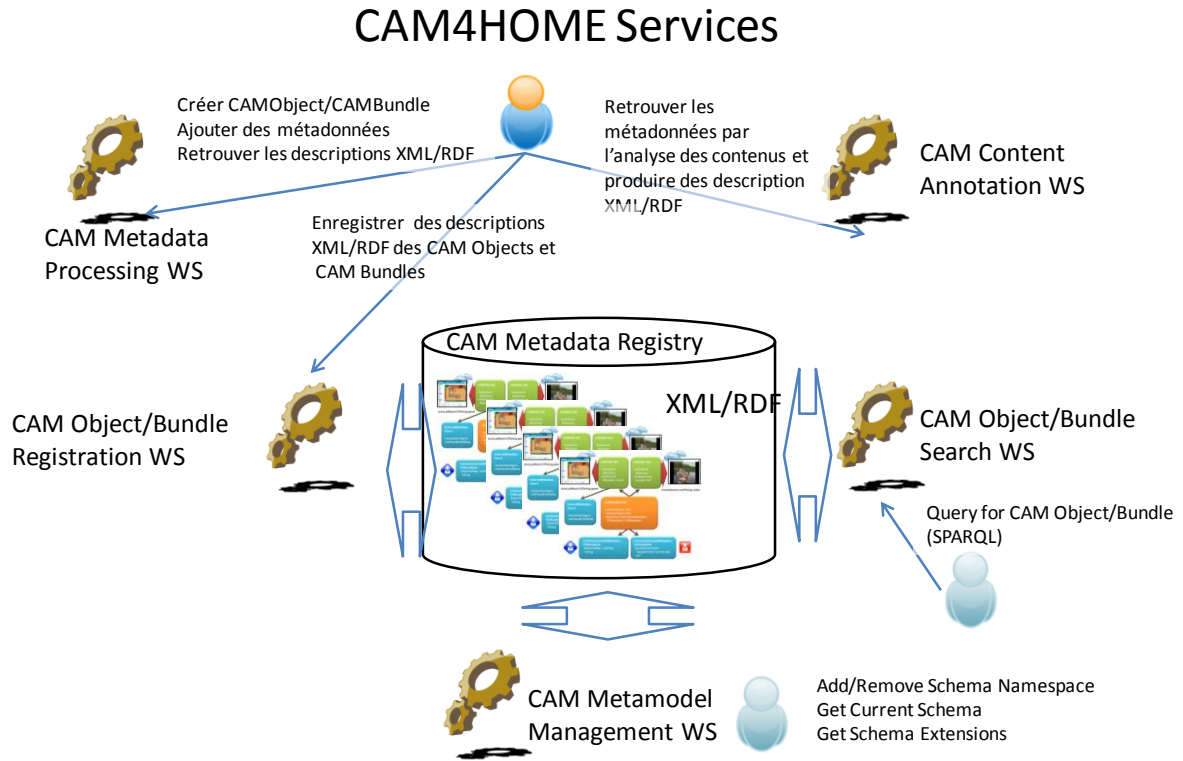 CAM4HOME Services
Créer CAMObject/CAMBundle
Ajouter des métadonnées
Retrouver les descriptions XML/RDF
Retrouver les
métadonnées par
l'analyse des contenus et
produire des description
XML/RDF
CAM Content
Annotation WS
CAM Metadata
Processing WS
Enregistrer des descriptions
XML/RDF des CAM Objects et
CAM Bundles
CAM Metadata Registry
XML/RDF
CAM Object/Bundle
Registration WS
CAM Object/Bundle
Search WS
Query for CAM Object/Bundle
(SPARQL)
CAM Metamodel
Management WS
Add/Remove Schema Namespace
Get Current Schema
Get Schema Extensions